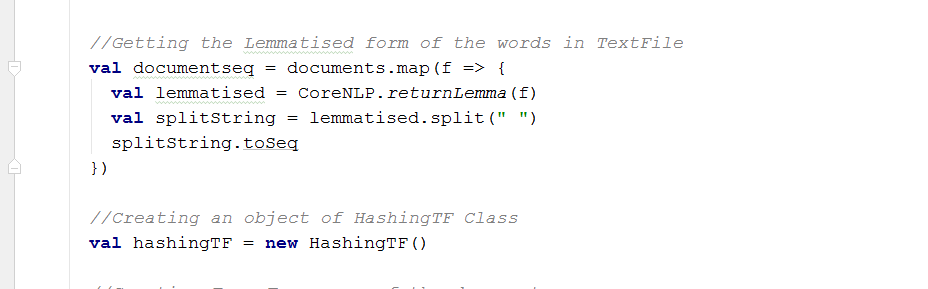 //Getting the Lemmatised form of the words in TextFile
val documentseq = documents.map(f => {
val lemmatised = CoreNLP.returnLemma(f)
val splitString = lemmatised.split(" ")
splitString.toSeq
})
//Creating an object of HashingTF Class
val hashingTF = new HashingTF()